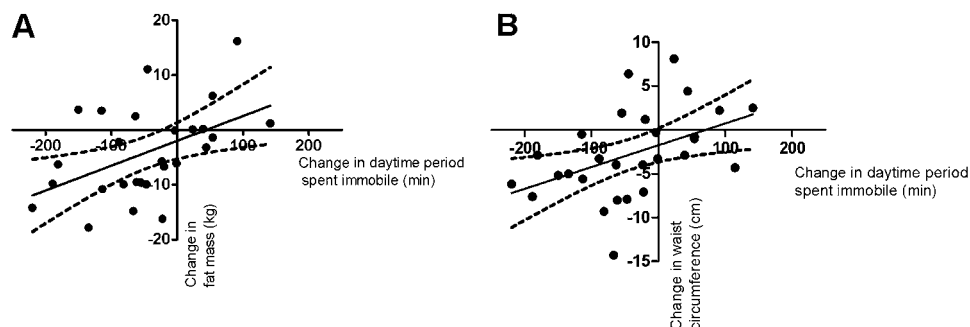 A
20
10
-200
-100
100
200
-10
-20
Change in daytime period
spent immobile (min)
Change in
fat mass (kg)
B
10
5
-200
-100
100
200
-5
-10
-15
Change in daytime period
spent immobile (min)
Change in waist
circumference (cm)